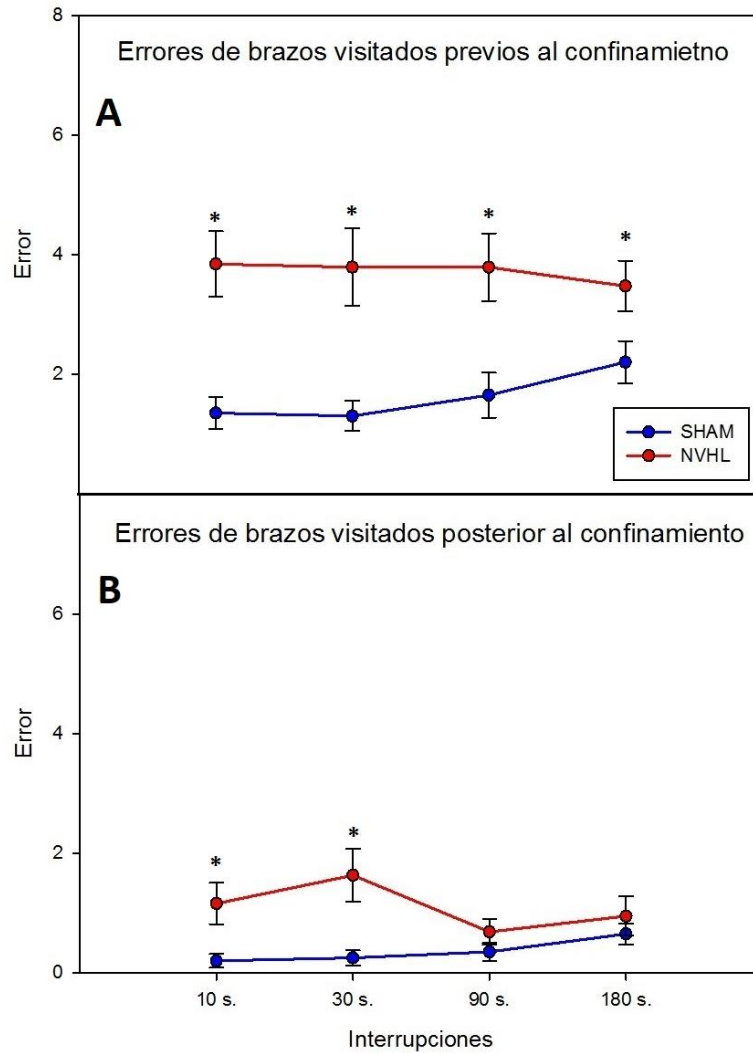 8
Errores de brazos visitados previos al confinamietno
A
6
* * * *
Error
4
2
SHAM
NVHL
Errores de brazos visitados posterior al confinamiento
B
6
Error
4
2
* *
0
10 s. 30 s. 90 s. 180 s.
Interrupciones